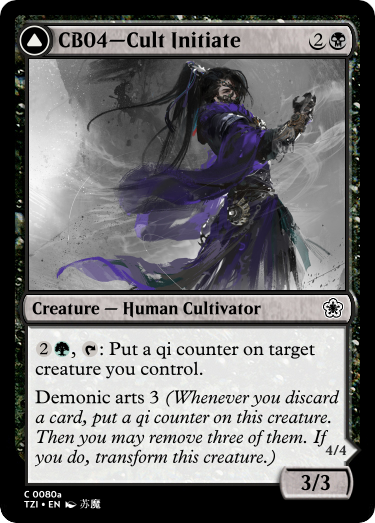 CB04—Cult Initiate 2
Creature — Human Cultivator
2 , : Put a qi counter on target
creature you control.
Demonic arts 3 (Whenever you discard
a card, put a qi counter on this creature.
Then you may remove three of them. If
you do, transform this creature.)
4/4
3/3
C 0080a
TZI • EN 苏魔